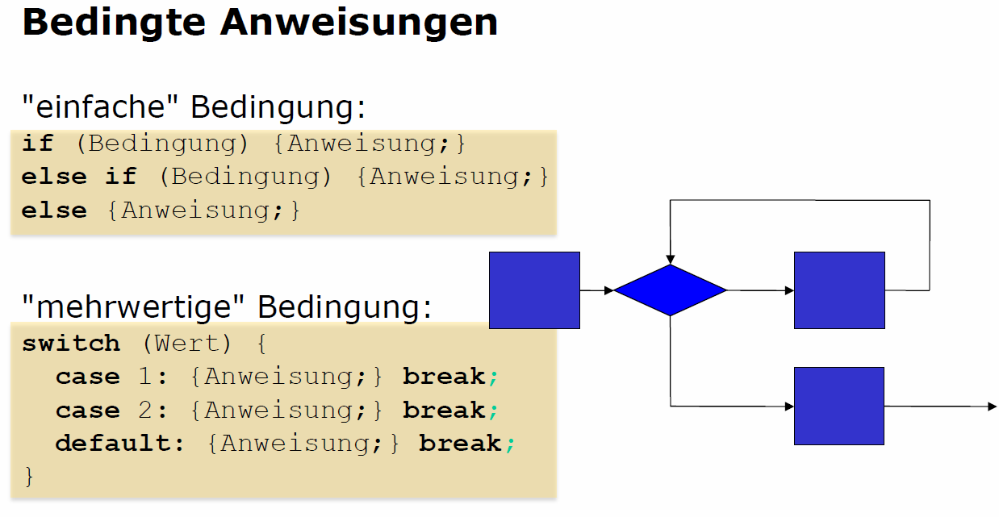 Bedingte Anweisungen
"einfache" Bedingung:
if (Bedingung) {Anweisung;}
else if (Bedingung) {Anweisung;}
else {Anweisung;}
"mehrwertige" Bedingung:
switch (Wert) {
  case 1: {Anweisung;} break;
  case 2: {Anweisung;} break;
  default: {Anweisung;} break;
}